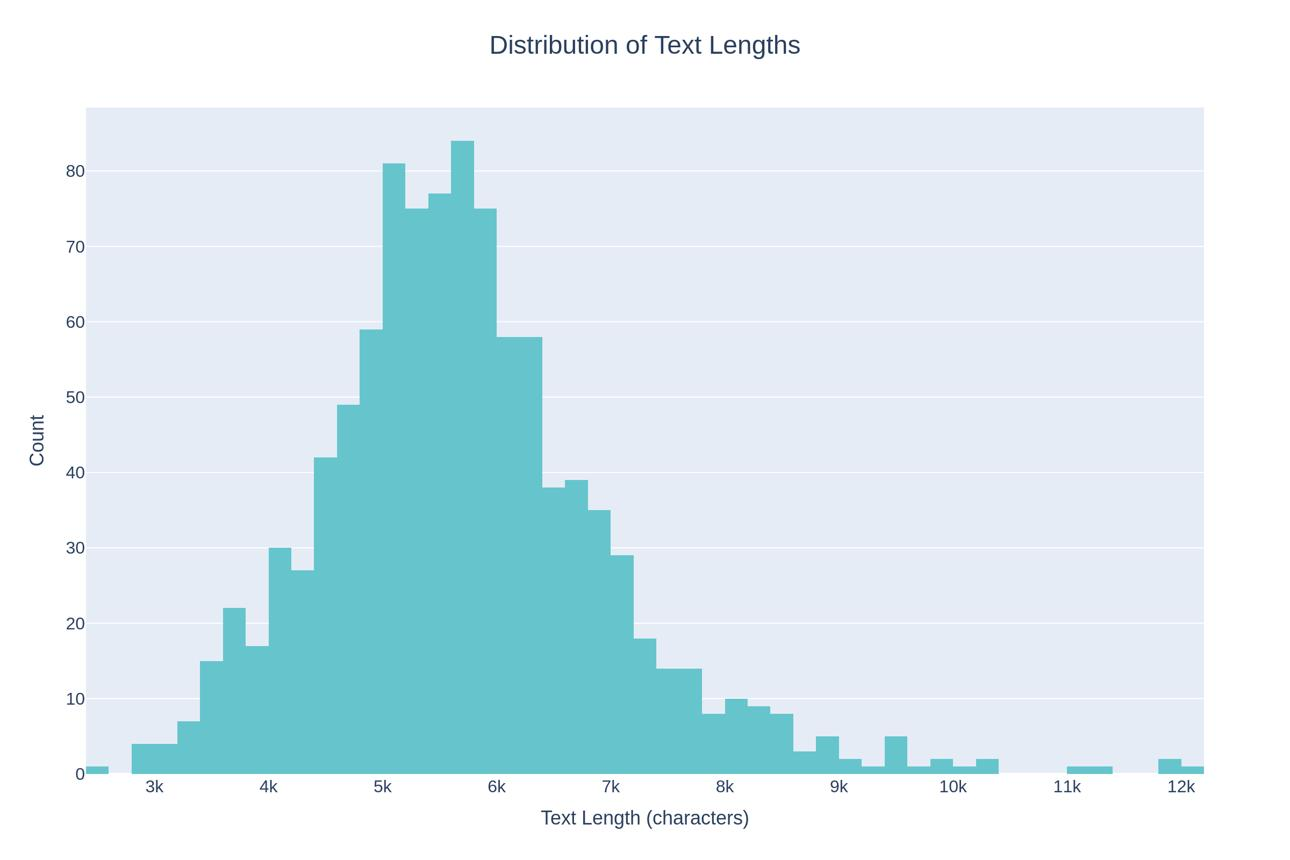 Distribution of Text Lengths
80
70
60
50
40
30
20
10
0
Count
3k 4k 5k 6k 7k 8k 9k 10k 11k 12k
Text Length (characters)